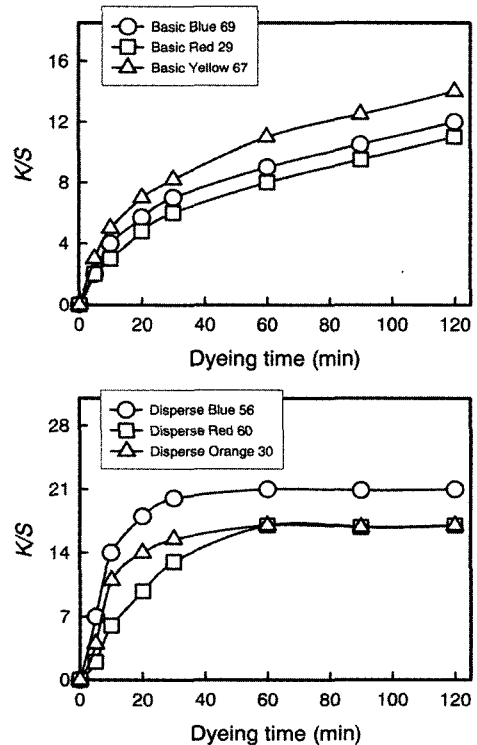 Basic Blue 69
Basic Red 29
Basic Yellow 67
16
12
8
4
0
K/S
0 20 40 60 80 100 120
Dyeing time (min)
Disperse Blue 56
Disperse Red 60
Disperse Orange 30
28
21
14
7
0
K/S
0 20 40 60 80 100 120
Dyeing time (min)